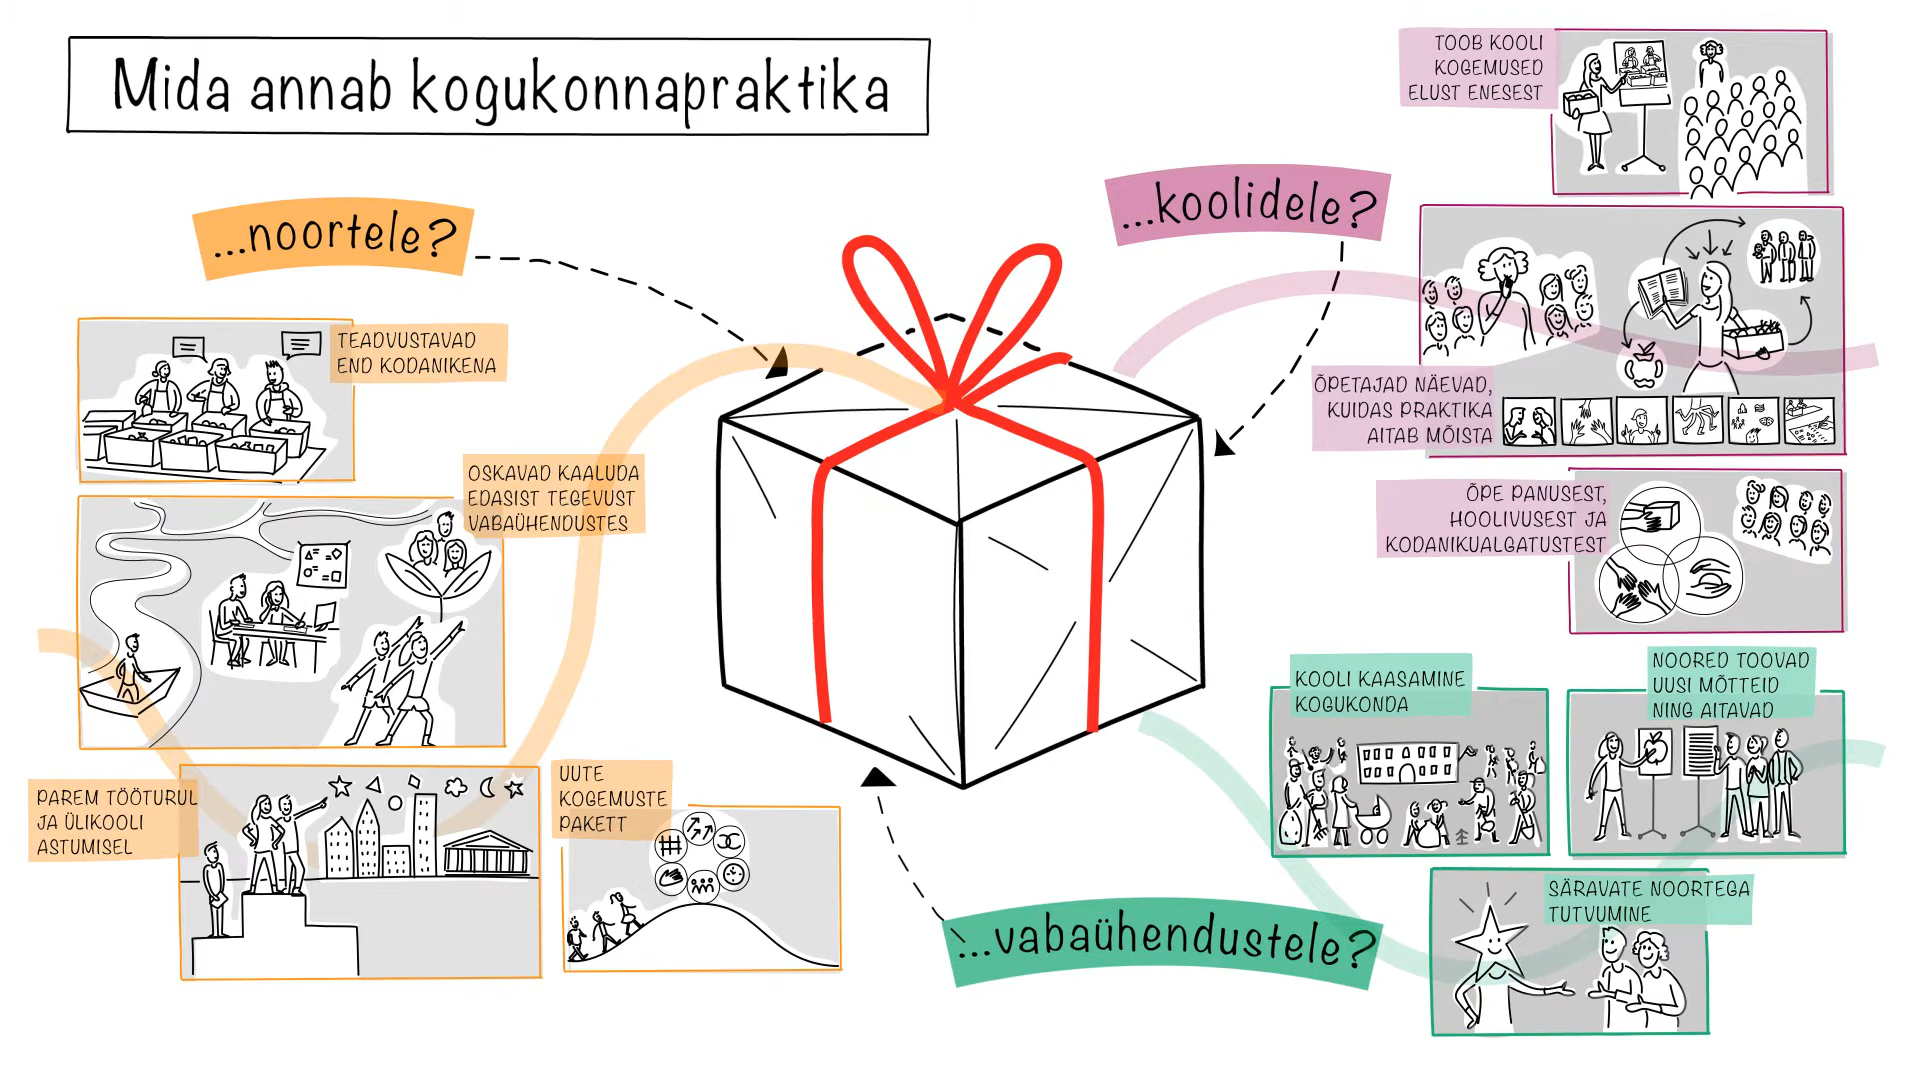 Mida annab kogukonnapraktika
...noortele?
TEADVUSTAVAD
END KODANIKENA
OSKAVAD KAALUDA
EDASIST TEGEVUST
VABAÜHENDUSTES
PAREM TÖÖTURUL
JA ÜLIKOOLI
ASTUMISEL
UUTE
KOGEMUSTE
PAKETT
...koolidele?
TOOB KOOLI
KOGEMUSED
ELUST ENESEST
ÕPETAJAD NÄEVAD,
KUIDAS PRAKTIKA
AITAB MÕISTA
ÕPE PANUSEST,
HOOLIVUSEST JA
KODANIKUALGATUSTEST
...vabaühendustele?
KOOLI KAASAMINE
KOGUKONDA
NOORED TOOVAD
UUSI MÕTTEID
NING AITAVAD
SÄRAVATE NOORTEGA
TUTVUMINE